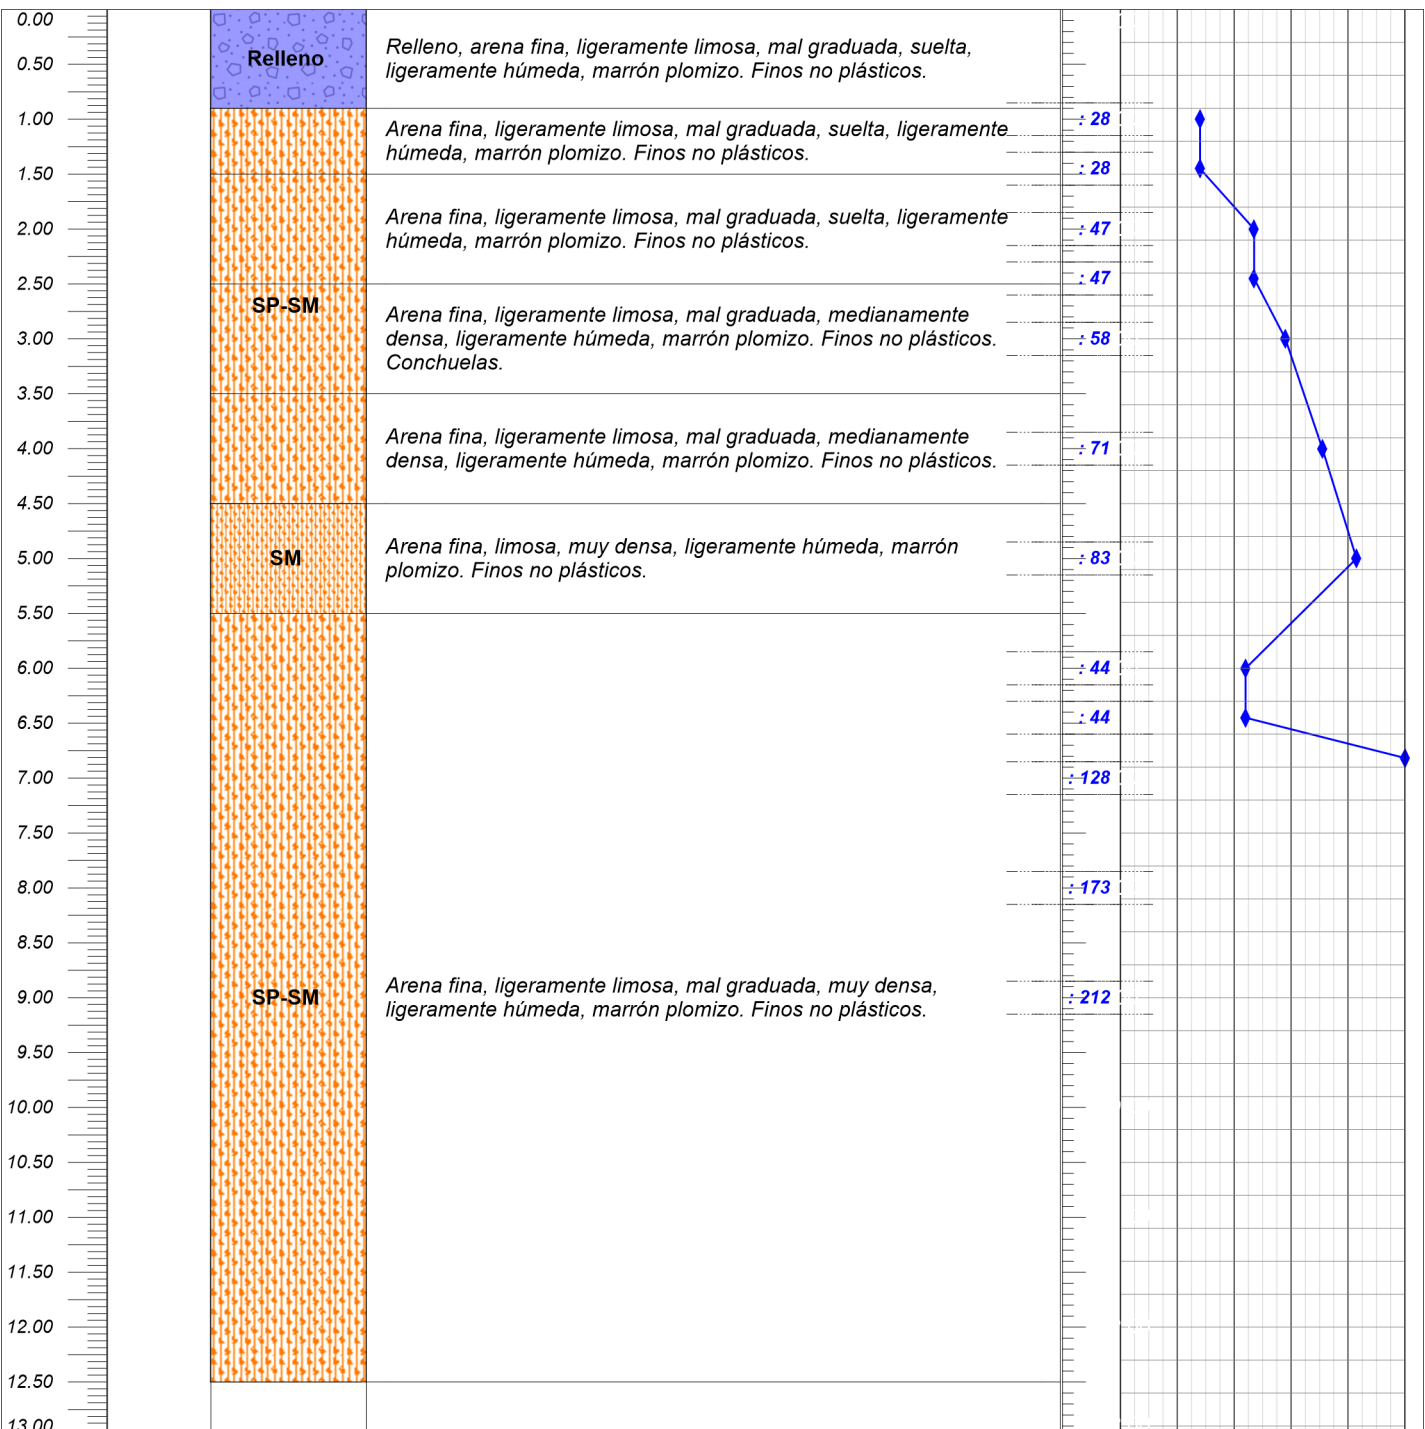 0.00
Relleno, arena fina, ligeramente limosa, mal graduada, suelta,
0.50
Relleno
ligeramente húmeda, marrón plomizo. Finos no plásticos.
1.00
Arena fina, ligeramente limosa, mal graduada, suelta, ligeramente
: 28
húmeda, marrón plomizo. Finos no plásticos.
1.50
: 28
Arena fina, ligeramente limosa, mal graduada, suelta, ligeramente
2.00
: 47
húmeda, marrón plomizo. Finos no plásticos.
2.50
: 47
SP-SM
Arena fina, ligeramente limosa, mal graduada, medianamente
3.00
densa, ligeramente húmeda, marrón plomizo. Finos no plásticos.
: 58
Conchuelas.
3.50
Arena fina, ligeramente limosa, mal graduada, medianamente
4.00
: 71
densa, ligeramente húmeda, marrón plomizo. Finos no plásticos.
4.50
Arena fina, limosa, muy densa, ligeramente húmeda, marrón
5.00
SM
: 83
plomizo. Finos no plásticos.
5.50
6.00
: 44
6.50
: 44
7.00
: 128
7.50
8.00
: 173
8.50
Arena fina, ligeramente limosa, mal graduada, muy densa,
9.00
SP-SM
: 212
ligeramente húmeda, marrón plomizo. Finos no plásticos.
9.50
10.00
10.50
11.00
11.50
12.00
12.50
13.00